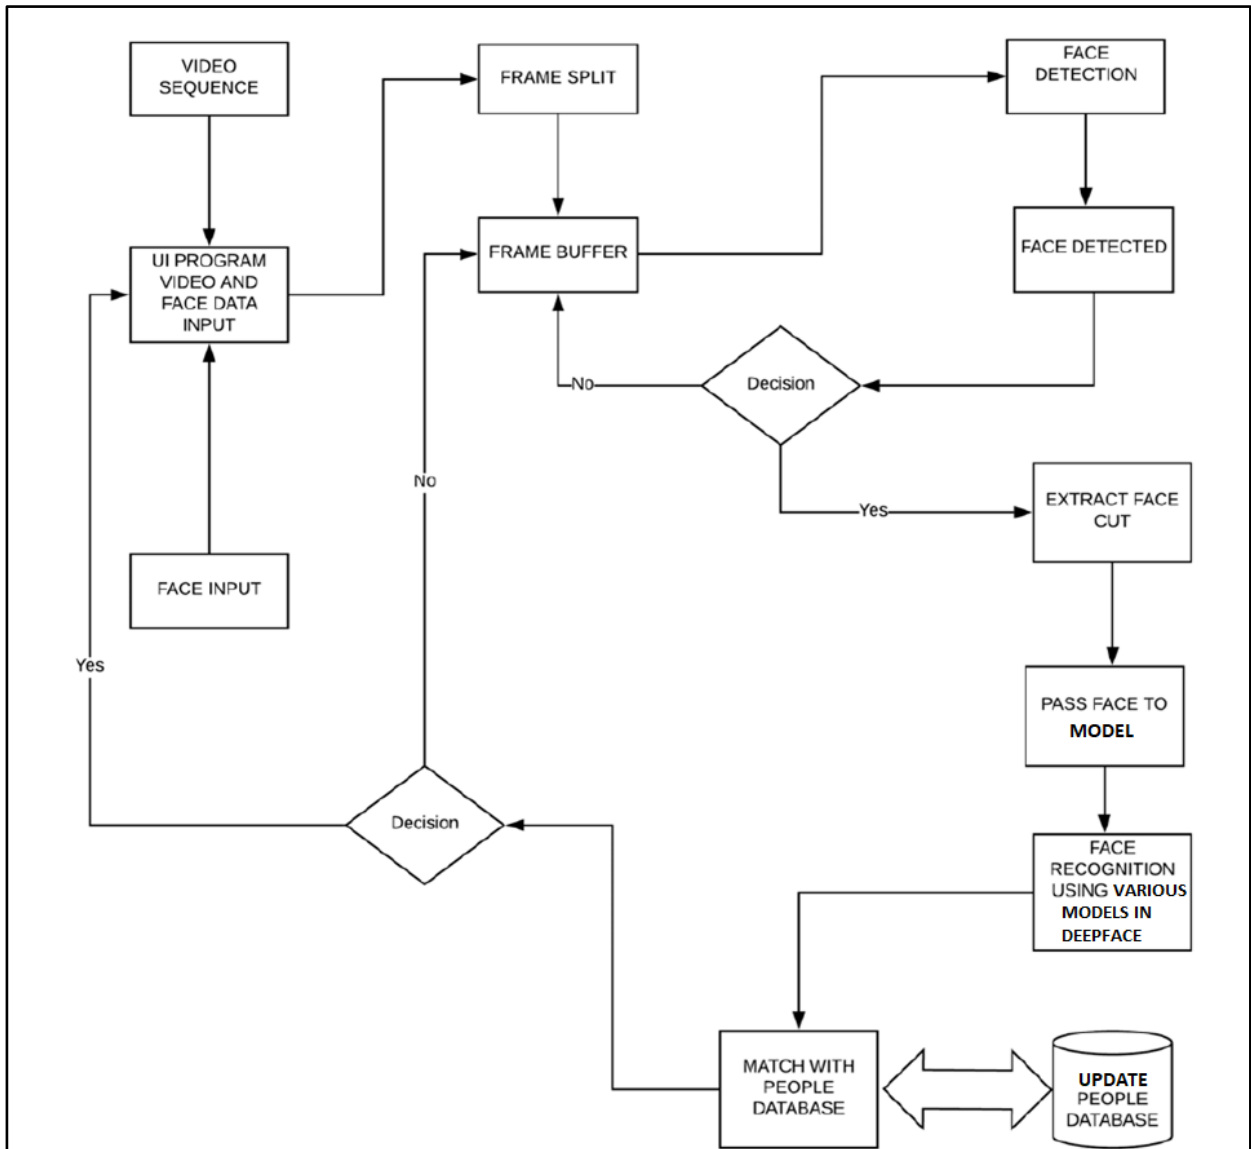 VIDEO
SEQUENCE
FRAME SPLIT
FACE
DETECTION
UI PROGRAM
VIDEO AND
FACE DATA
INPUT
FRAME BUFFER
FACE DETECTED
No
Decision
Yes
EXTRACT FACE
CUT
No
FACE INPUT
Yes
PASS FACE TO
MODEL
Decision
FACE
RECOGNITION
USING VARIOUS
MODELS IN
DEEPFACE
MATCH WITH
PEOPLE
DATABASE
UPDATE
PEOPLE
DATABASE